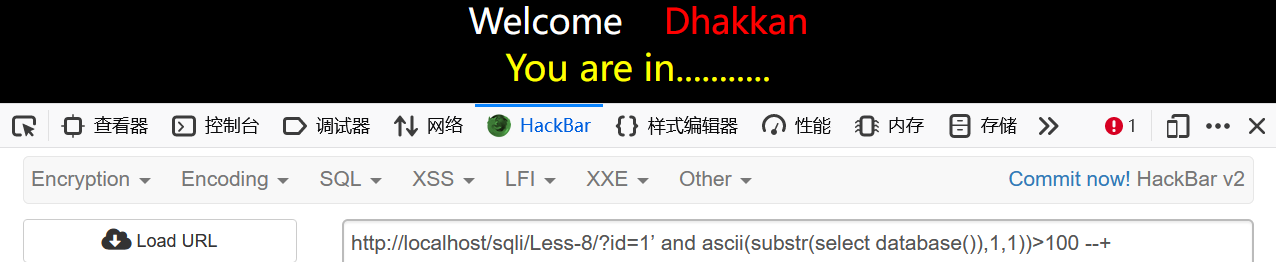 Welcome Dhakkan
You are in...........
查看器 控制台 调试器 网络 HackBar 样式编辑器 性能 内存 存储 1
Encryption Encoding SQL XSS LFI XXE Other Commit now! HackBar v2
Load URL http://localhost/sqli/Less-8/?id=1’ and ascii(substr(select database()),1,1))>100 --+